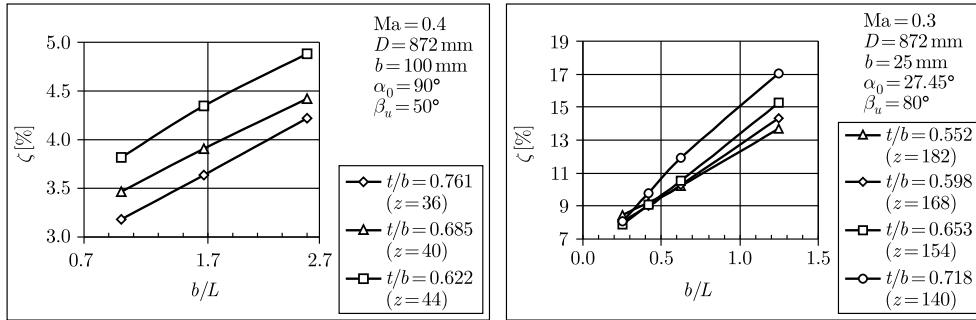 5.0
4.5
4.0
3.5
3.0
0.7
1.7
2.7
ζ [%]
b/L
Ma = 0.4
D = 872 mm
b = 100 mm
α₀ = 90°
βᵤ = 50°
t/b = 0.761
(z = 36)
t/b = 0.685
(z = 40)
t/b = 0.622
(z = 44)
19
17
15
13
11
9
7
0.0
0.5
1.0
1.5
ζ [%]
b/L
Ma = 0.3
D = 872 mm
b = 25 mm
α₀ = 27.45°
βᵤ = 80°
t/b = 0.552
(z = 182)
t/b = 0.598
(z = 168)
t/b = 0.653
(z = 154)
t/b = 0.718
(z = 140)